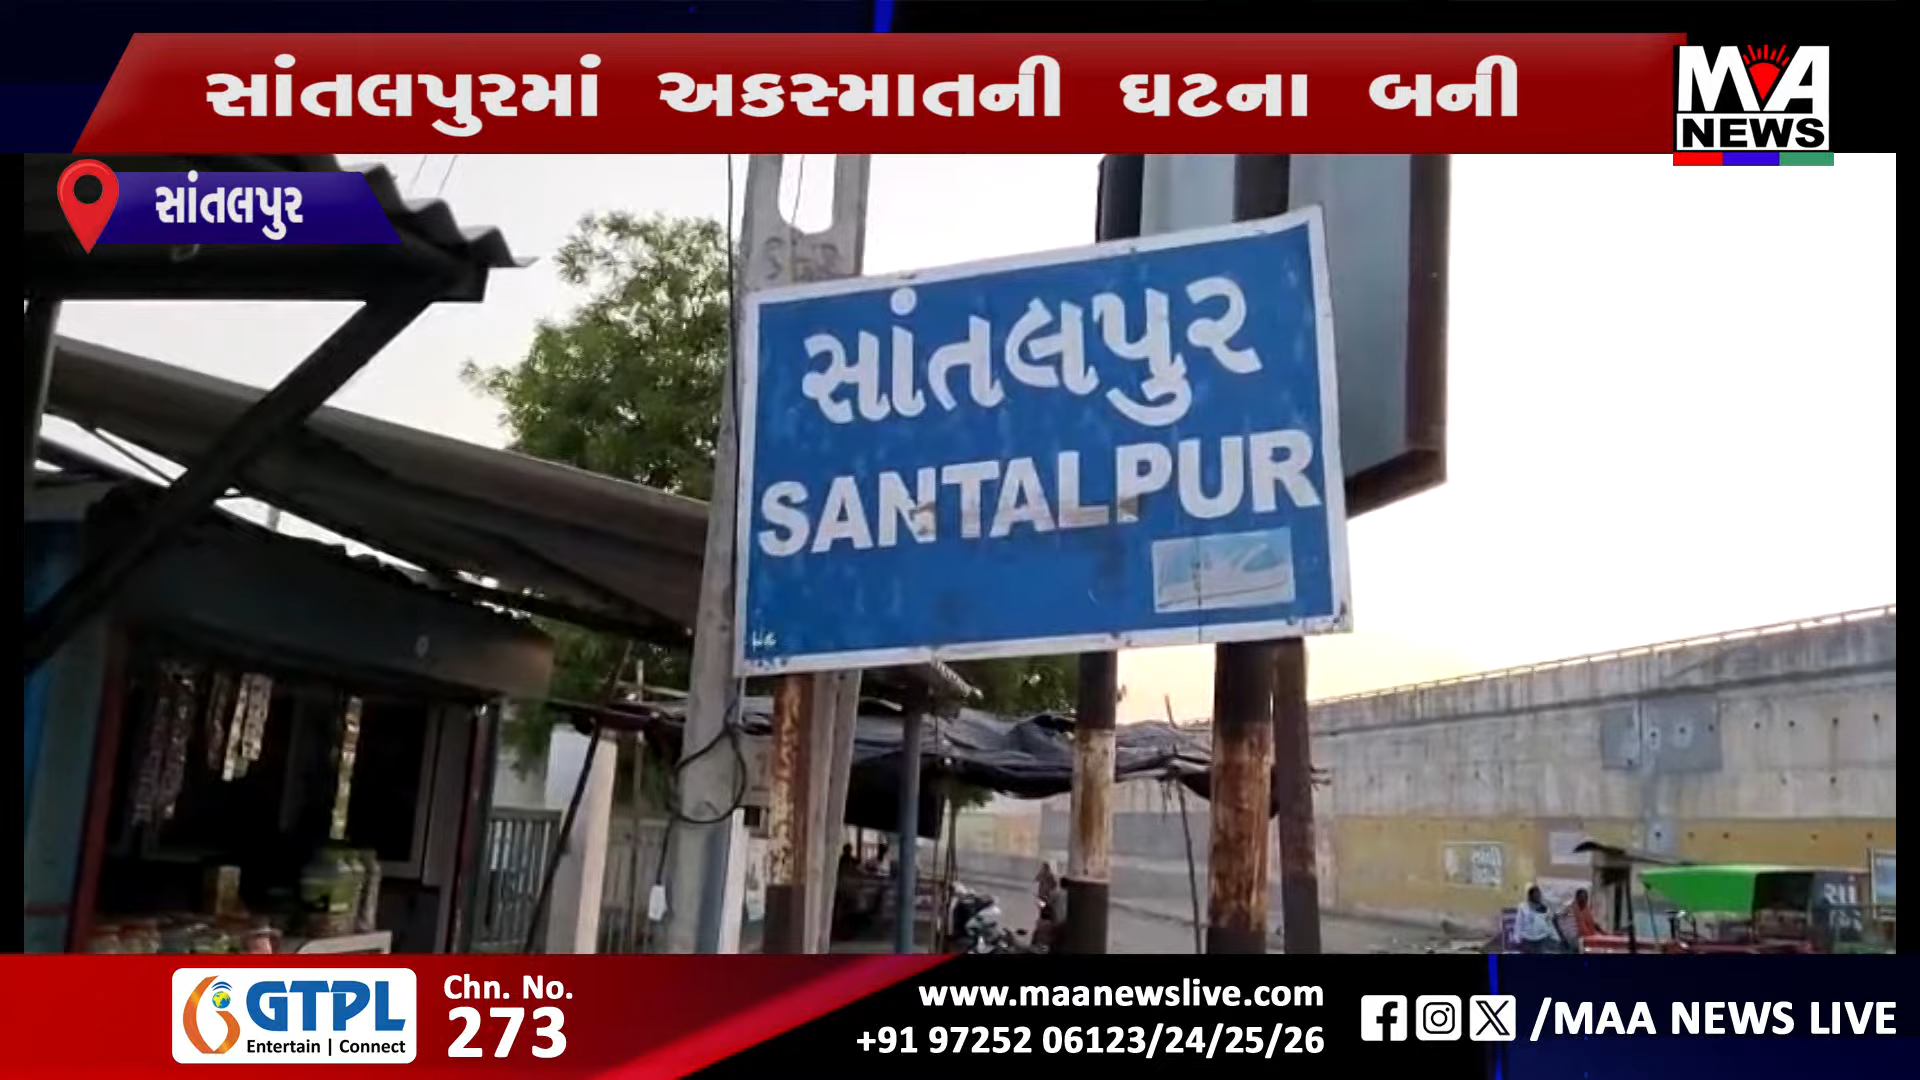 સાંતલપુરમાં અકસ્માતની ઘટના બની
MAA
NEWS
સાંતલપુર
સાંતલપુર
SANTALPUR
GTPL
Entertain | Connect
Chn. No.
273
www.maanewslive.com
+91 97252 06123/24/25/26
/MAA NEWS LIVE